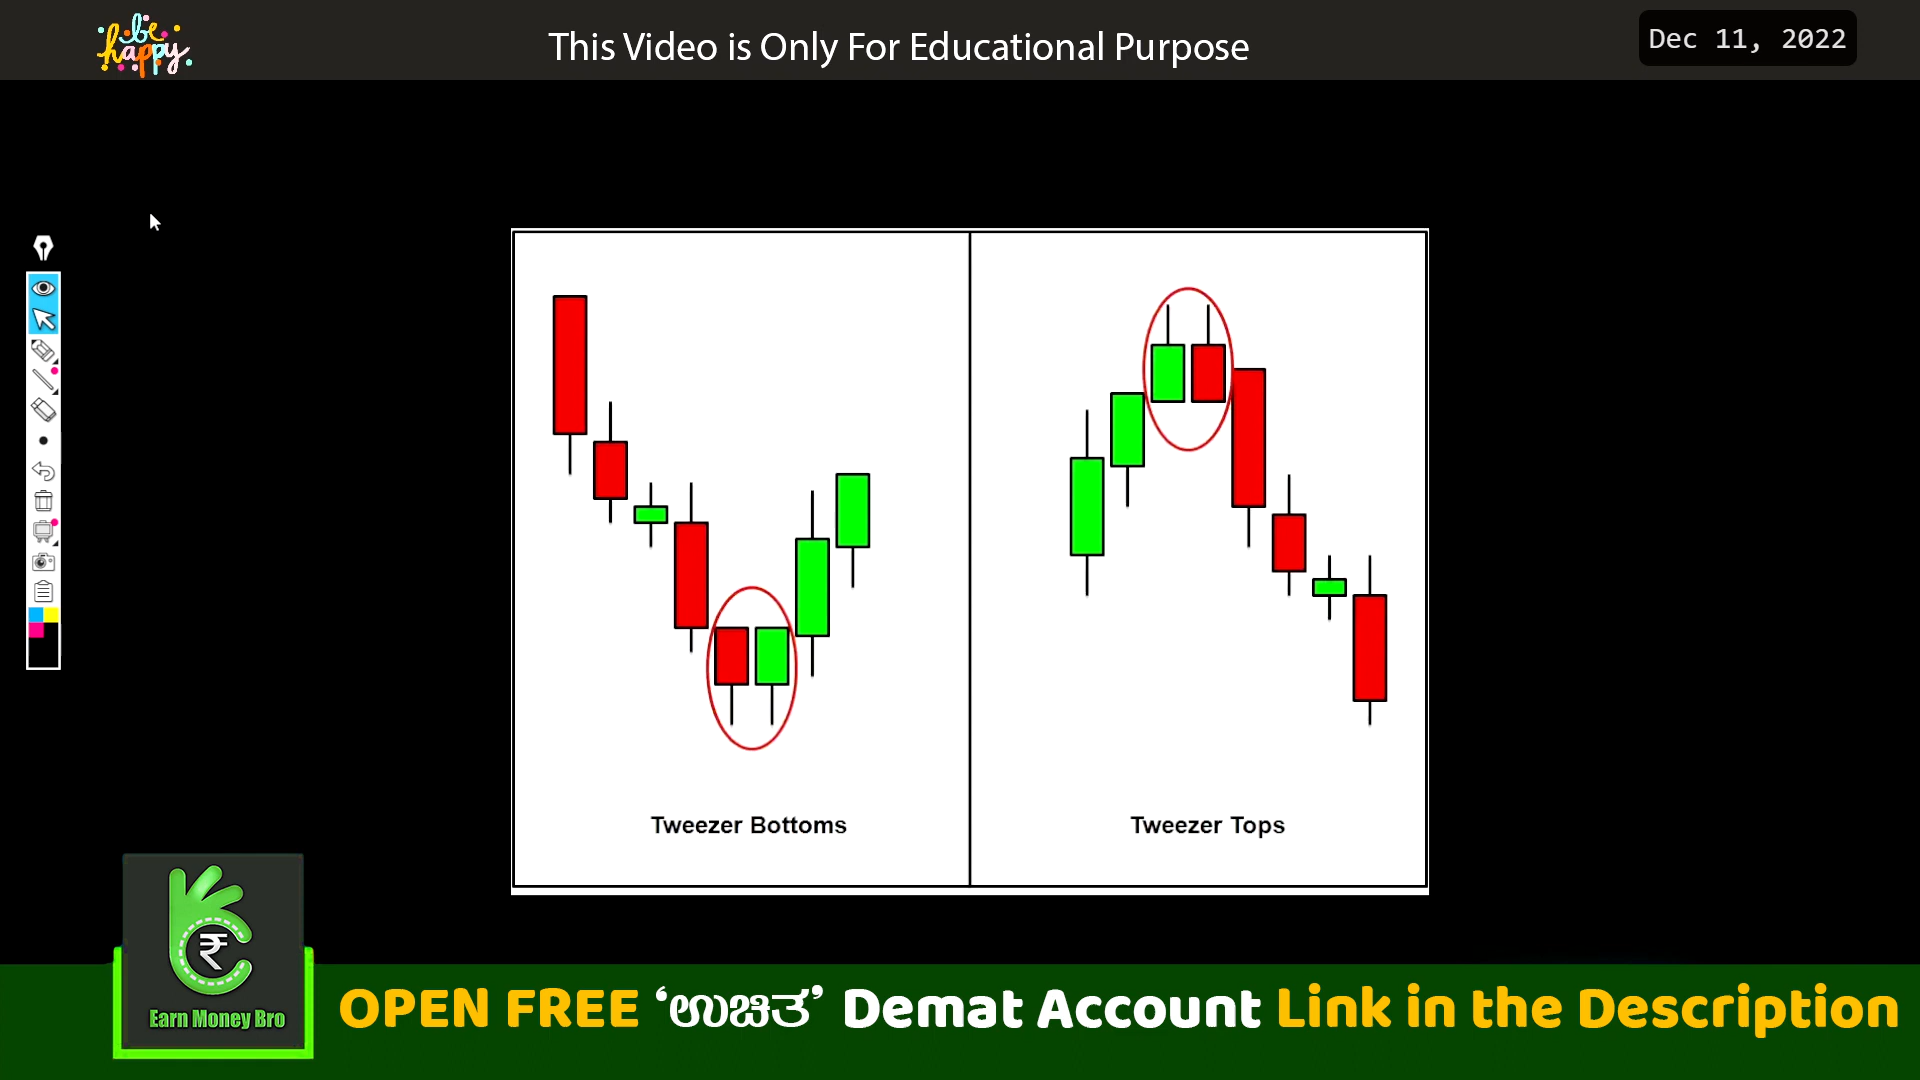 be
happy
This Video is Only For Educational Purpose
Dec 11, 2022
Tweezer Bottoms
Tweezer Tops
₹
Earn Money Bro
OPEN FREE ‘ಉಚಿತ’ Demat Account Link in the Description